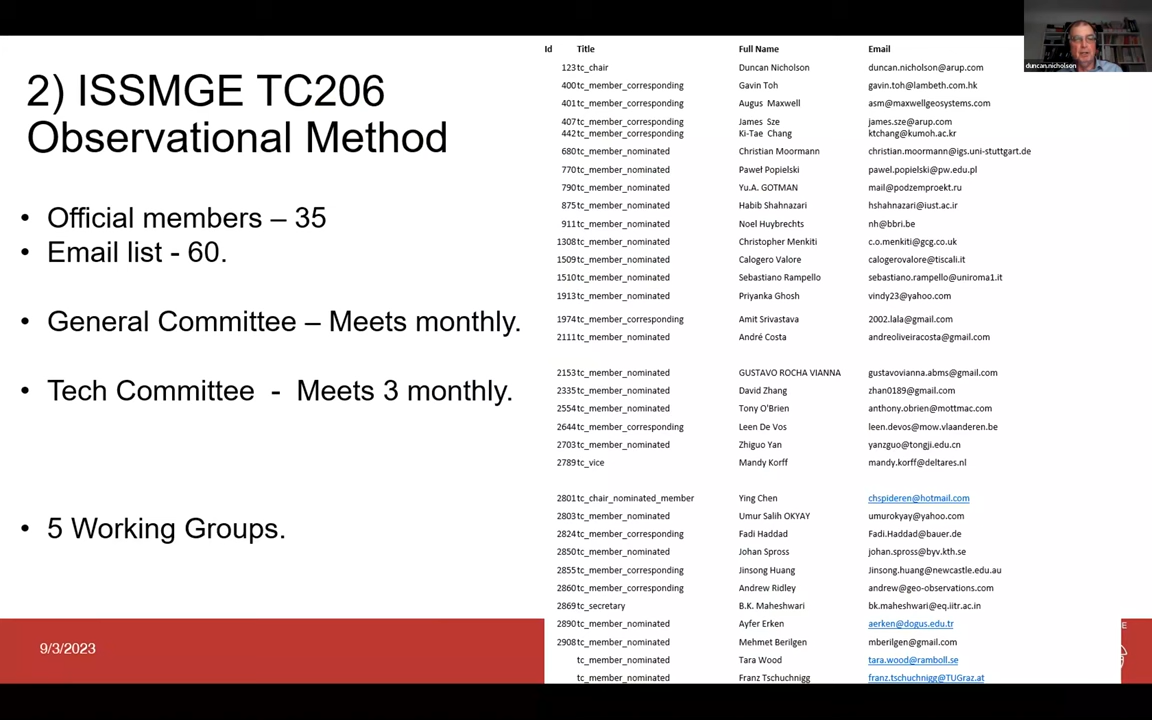 2) ISSMGE TC206
Observational Method
• Official members – 35
• Email list - 60.
• General Committee – Meets monthly.
• Tech Committee - Meets 3 monthly.
• 5 Working Groups.
9/3/2023
Id Title Full Name Email
123 tc_chair Duncan Nicholson duncan.nicholson@arup.com
400 tc_member_corresponding Gavin Toh gavin.toh@lambeth.com.hk
401 tc_member_corresponding Augus Maxwell asm@maxwellgeosystems.com
407 tc_member_corresponding James Sze james.sze@arup.com
442 tc_member_corresponding Ki-Tae Chang ktchang@kumoh.ac.kr
680 tc_member_nominated Christian Moormann christian.moormann@igs.uni-stuttgart.de
770 tc_member_nominated Paweł Popielski pawel.popielski@pw.edu.pl
790 tc_member_nominated Yu.A. GOTMAN mail@podzemproekt.ru
875 tc_member_nominated Habib Shahnazari hshahnazari@iust.ac.ir
911 tc_member_nominated Noel Huybrechts nh@bbri.be
1308 tc_member_nominated Christopher Menkiti c.o.menkiti@gcg.co.uk
1509 tc_member_nominated Calogero Valore calogerovalore@tiscali.it
1510 tc_member_nominated Sebastiano Rampello sebastiano.rampello@uniroma1.it
1913 tc_member_nominated Priyanka Ghosh vindy23@yahoo.com
1974 tc_member_corresponding Amit Srivastava 2002.lala@gmail.com
2111 tc_member_nominated André Costa andreoliveiracosta@gmail.com
2153 tc_member_nominated GUSTAVO ROCHA VIANNA gustavovianna.abms@gmail.com
2335 tc_member_nominated David Zhang zhan0189@gmail.com
2554 tc_member_nominated Tony O'Brien anthony.obrien@mottmac.com
2644 tc_member_corresponding Leen De Vos leen.devos@mow.vlaanderen.be
2703 tc_member_nominated Zhiguo Yan yanzguo@tongji.edu.cn
2789 tc_vice Mandy Korff mandy.korff@deltares.nl
2801 tc_chair_nominated_member Ying Chen chspideren@hotmail.com
2803 tc_member_nominated Umur Salih OKYAY umurokyay@yahoo.com
2824 tc_member_corresponding Fadi Haddad Fadi.Haddad@bauer.de
2850 tc_member_nominated Johan Spross johan.spross@byv.kth.se
2855 tc_member_corresponding Jinsong Huang Jinsong.huang@newcastle.edu.au
2860 tc_member_corresponding Andrew Ridley andrew@geo-observations.com
2869 tc_secretary B.K. Maheshwari bk.maheshwari@eq.iitr.ac.in
2890 tc_member_nominated Ayfer Erken aerken@dogus.edu.tr
2908 tc_member_nominated Mehmet Berilgen mberilgen@gmail.com
tc_member_nominated Tara Wood tara.wood@ramboll.se
tc_member_nominated Franz Tschuchnigg franz.tschuchnigg@TUGraz.at
duncan.nicholson
E